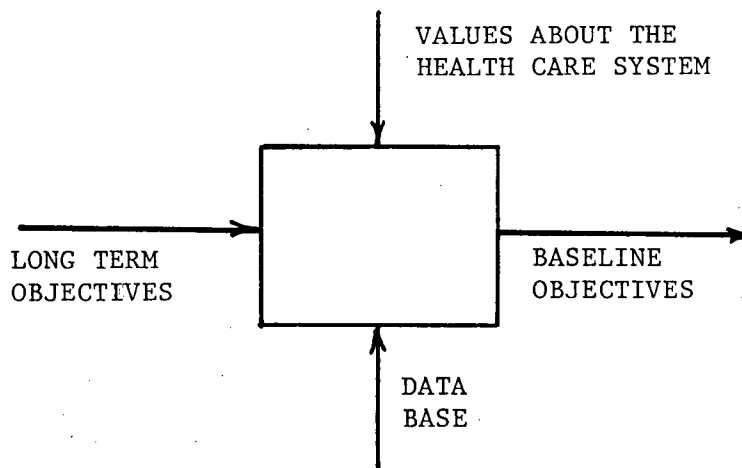 VALUES ABOUT THE
HEALTH CARE SYSTEM
LONG TERM
OBJECTIVES
BASELINE
OBJECTIVES
DATA
BASE